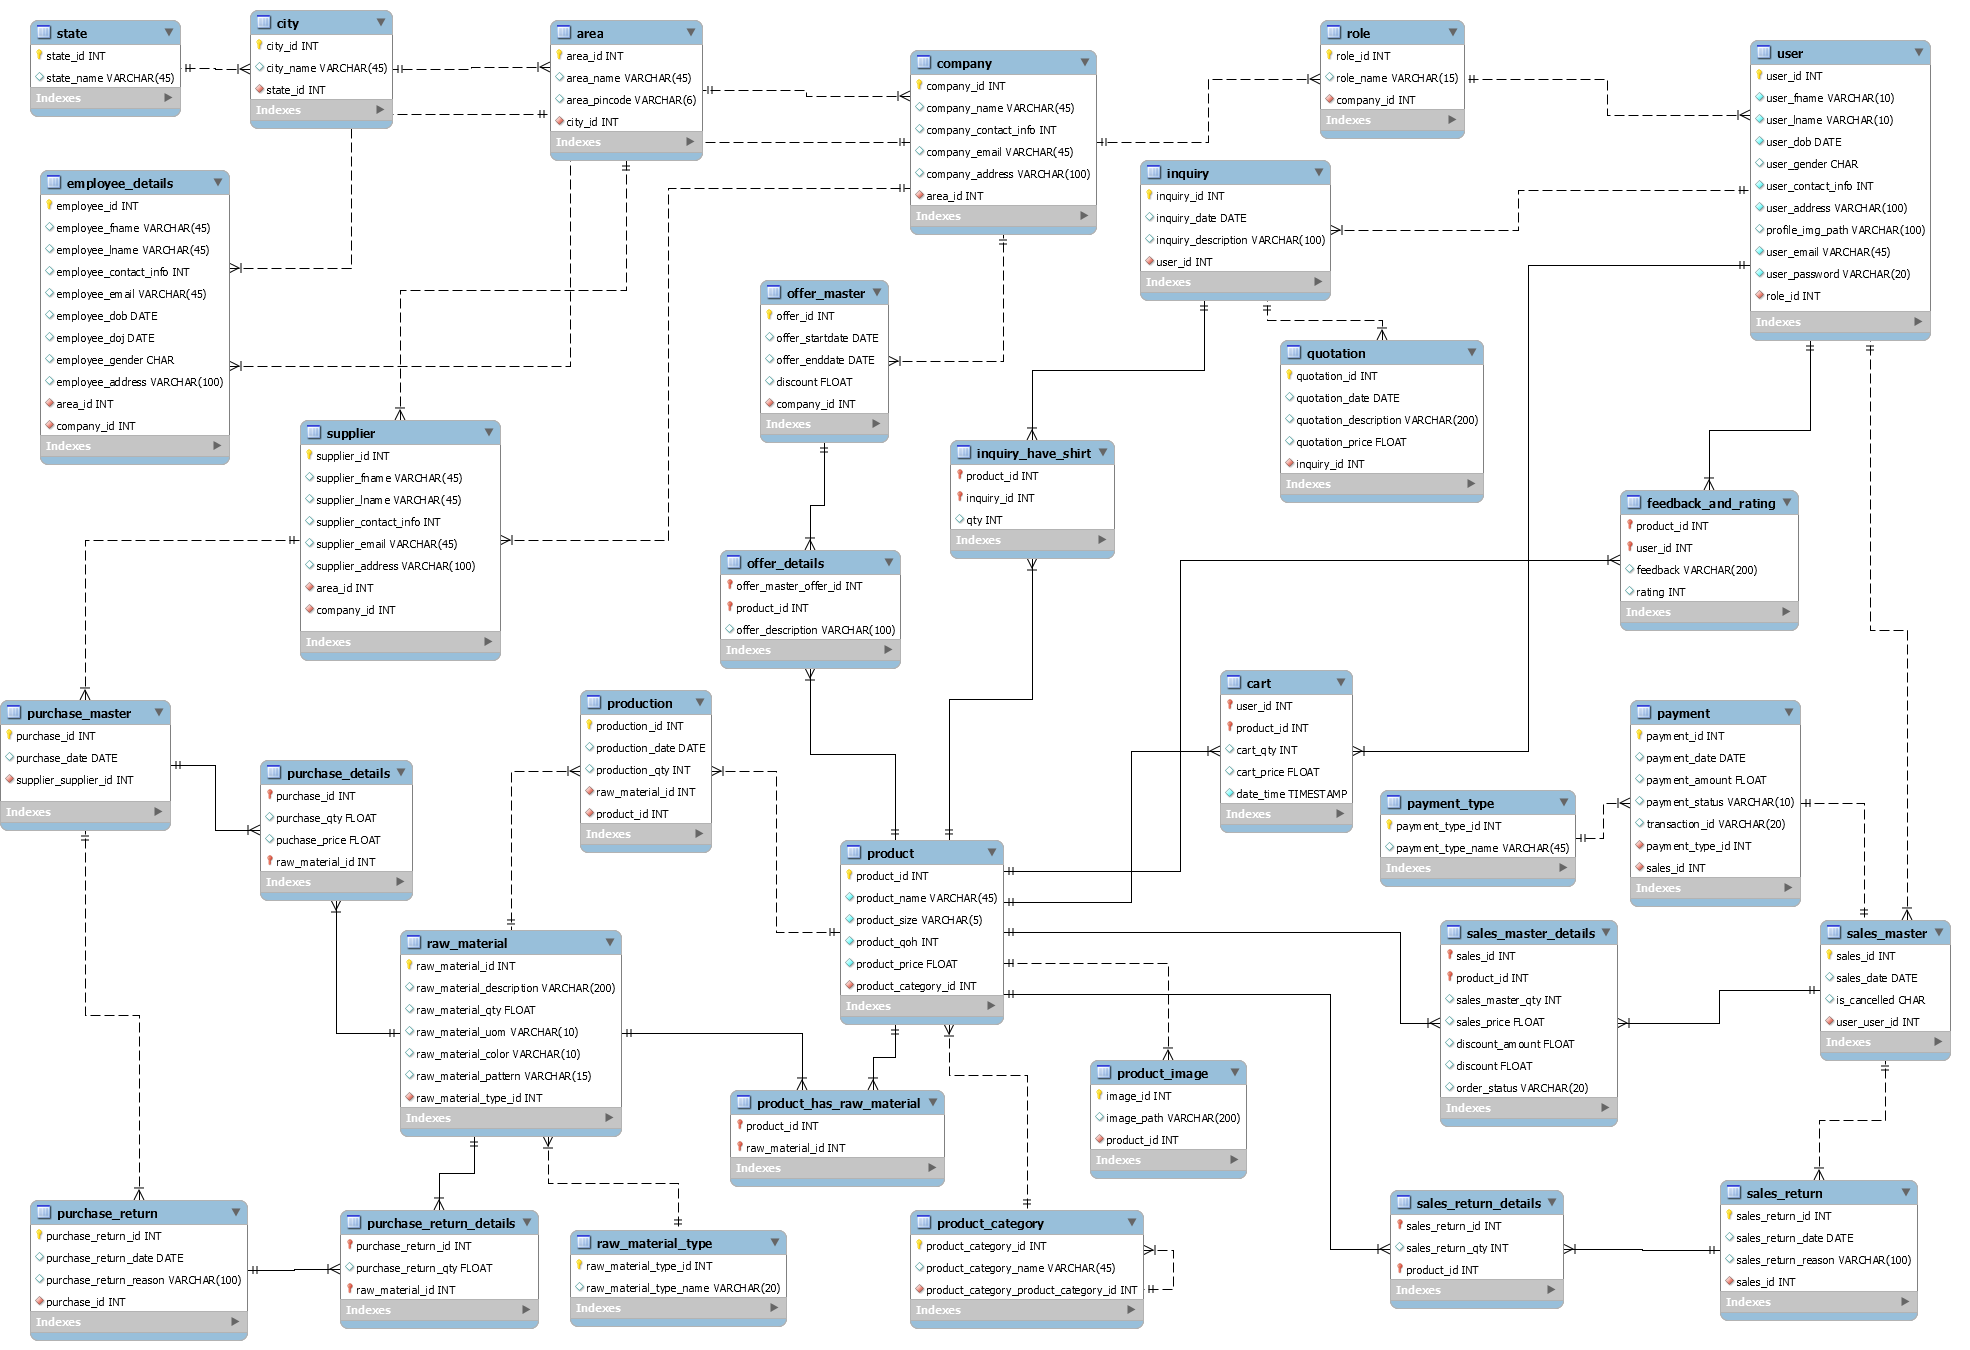 state
state_id INT
state_name VARCHAR(45)
Indexes
city
city_id INT
city_name VARCHAR(45)
state_id INT
Indexes
area
area_id INT
area_name VARCHAR(45)
area_pincode VARCHAR(6)
city_id INT
Indexes
company
company_id INT
company_name VARCHAR(45)
company_contact_info INT
company_email VARCHAR(45)
company_address VARCHAR(100)
area_id INT
Indexes
role
role_id INT
role_name VARCHAR(15)
company_id INT
Indexes
user
user_id INT
user_fname VARCHAR(10)
user_lname VARCHAR(10)
user_dob DATE
user_gender CHAR
user_contact_info INT
user_address VARCHAR(100)
profile_img_path VARCHAR(100)
user_email VARCHAR(45)
user_password VARCHAR(20)
role_id INT
Indexes
employee_details
employee_id INT
employee_fname VARCHAR(45)
employee_lname VARCHAR(45)
employee_contact_info INT
employee_email VARCHAR(45)
employee_dob DATE
employee_doj DATE
employee_gender CHAR
employee_address VARCHAR(100)
area_id INT
company_id INT
Indexes
inquiry
inquiry_id INT
inquiry_date DATE
inquiry_description VARCHAR(100)
user_id INT
Indexes
offer_master
offer_id INT
offer_startdate DATE
offer_enddate DATE
discount FLOAT
company_id INT
Indexes
quotation
quotation_id INT
quotation_date DATE
quotation_description VARCHAR(200)
quotation_price FLOAT
inquiry_id INT
Indexes
supplier
supplier_id INT
supplier_fname VARCHAR(45)
supplier_lname VARCHAR(45)
supplier_contact_info INT
supplier_email VARCHAR(45)
supplier_address VARCHAR(100)
area_id INT
company_id INT
Indexes
inquiry_have_shirt
product_id INT
inquiry_id INT
qty INT
Indexes
feedback_and_rating
product_id INT
user_id INT
feedback VARCHAR(200)
rating INT
Indexes
offer_details
offer_master_offer_id INT
product_id INT
offer_description VARCHAR(100)
Indexes
purchase_master
purchase_id INT
purchase_date DATE
supplier_supplier_id INT
Indexes
purchase_details
purchase_id INT
purchase_qty FLOAT
puchase_price FLOAT
raw_material_id INT
Indexes
production
production_id INT
production_date DATE
production_qty INT
raw_material_id INT
product_id INT
Indexes
cart
user_id INT
product_id INT
cart_qty INT
cart_price FLOAT
date_time TIMESTAMP
Indexes
payment_type
payment_type_id INT
payment_type_name VARCHAR(45)
Indexes
payment
payment_id INT
payment_date DATE
payment_amount FLOAT
payment_status VARCHAR(10)
transaction_id VARCHAR(20)
payment_type_id INT
sales_id INT
Indexes
product
product_id INT
product_name VARCHAR(45)
product_size VARCHAR(5)
product_qoh INT
product_price FLOAT
product_category_id INT
Indexes
raw_material
raw_material_id INT
raw_material_description VARCHAR(200)
raw_material_qty FLOAT
raw_material_uom VARCHAR(10)
raw_material_color VARCHAR(10)
raw_material_pattern VARCHAR(15)
raw_material_type_id INT
Indexes
sales_master_details
sales_id INT
product_id INT
sales_master_qty INT
sales_price FLOAT
discount_amount FLOAT
discount FLOAT
order_status VARCHAR(20)
Indexes
sales_master
sales_id INT
sales_date DATE
is_cancelled CHAR
user_user_id INT
Indexes
product_has_raw_material
product_id INT
raw_material_id INT
Indexes
product_image
image_id INT
image_path VARCHAR(200)
product_id INT
Indexes
purchase_return
purchase_return_id INT
purchase_return_date DATE
purchase_return_reason VARCHAR(100)
purchase_id INT
Indexes
purchase_return_details
purchase_return_id INT
purchase_return_qty FLOAT
raw_material_id INT
Indexes
raw_material_type
raw_material_type_id INT
raw_material_type_name VARCHAR(20)
Indexes
product_category
product_category_id INT
product_category_name VARCHAR(45)
product_category_product_category_id INT
Indexes
sales_return_details
sales_return_id INT
sales_return_qty INT
product_id INT
Indexes
sales_return
sales_return_id INT
sales_return_date DATE
sales_return_reason VARCHAR(100)
sales_id INT
Indexes